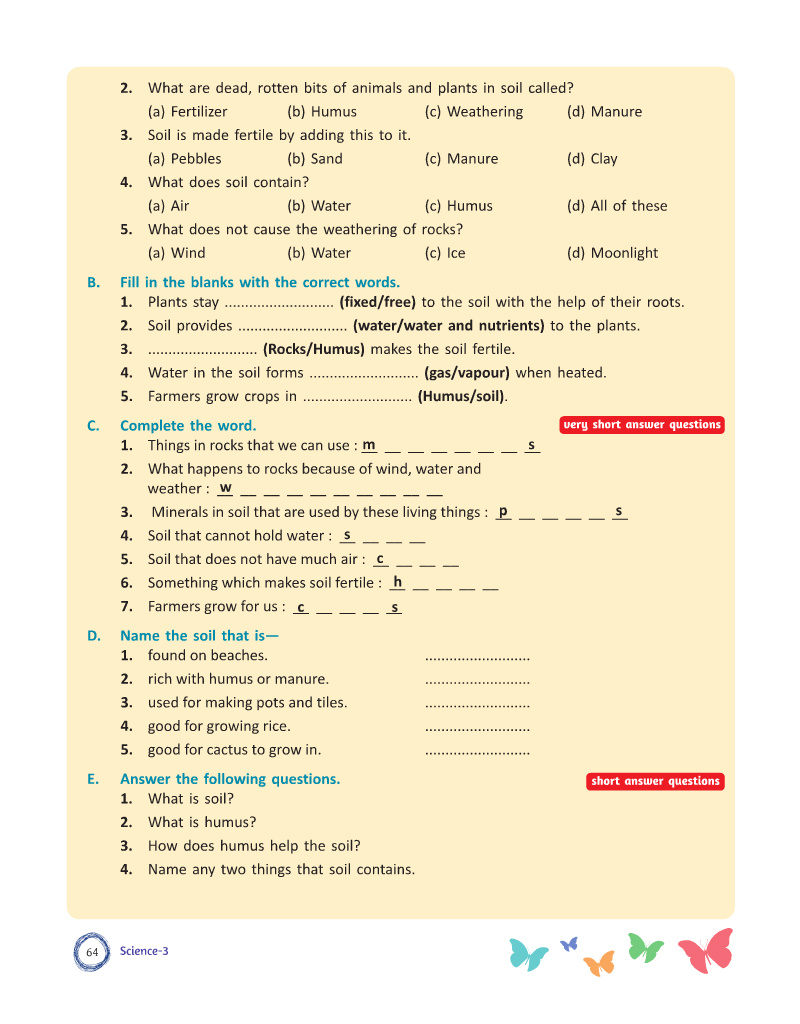 2. What are dead, rotten bits of animals and plants in soil called?
(a) Fertilizer (b) Humus (c) Weathering (d) Manure
3. Soil is made fertile by adding this to it.
(a) Pebbles (b) Sand (c) Manure (d) Clay
4. What does soil contain?
(a) Air (b) Water (c) Humus (d) All of these
5. What does not cause the weathering of rocks?
(a) Wind (b) Water (c) Ice (d) Moonlight
B. Fill in the blanks with the correct words.
1. Plants stay ........................... (fixed/free) to the soil with the help of their roots.
2. Soil provides ........................... (water/water and nutrients) to the plants.
3. ........................... (Rocks/Humus) makes the soil fertile.
4. Water in the soil forms ........................... (gas/vapour) when heated.
5. Farmers grow crops in ........................... (Humus/soil).
C. Complete the word. very short answer questions
1. Things in rocks that we can use : m __ __ __ __ __ __ s
2. What happens to rocks because of wind, water and
weather : w __ __ __ __ __ __ __ __ __
3. Minerals in soil that are used by these living things : p __ __ __ __ s
4. Soil that cannot hold water : s __ __ __
5. Soil that does not have much air : c __ __ __
6. Something which makes soil fertile : h __ __ __ __
7. Farmers grow for us : c __ __ __ s
D. Name the soil that is—
1. found on beaches. ..........................
2. rich with humus or manure. ..........................
3. used for making pots and tiles. ..........................
4. good for growing rice. ..........................
5. good for cactus to grow in. ..........................
E. Answer the following questions. short answer questions
1. What is soil?
2. What is humus?
3. How does humus help the soil?
4. Name any two things that soil contains.
64 Science-3